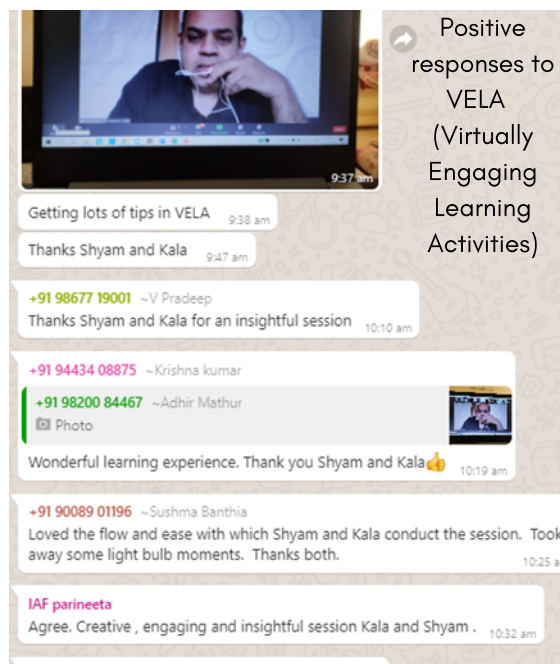 Positive
responses to
VELA
(Virtually
Engaging
Learning
Activities)
9:37 am
Getting lots of tips in VELA 9:38 am
Thanks Shyam and Kala 9:47 am
+91 98677 19001 ~V Pradeep
Thanks Shyam and Kala for an insightful session 10:10 am
+91 94434 08875 ~Krishna kumar
+91 98200 84467 ~Adhir Mathur
Photo
Wonderful learning experience. Thank you Shyam and Kala👍 10:19 am
+91 90089 01196 ~Sushma Banthia
Loved the flow and ease with which Shyam and Kala conduct the session. Took
away some light bulb moments. Thanks both. 10:25 a
IAF parineeta
Agree. Creative , engaging and insightful session Kala and Shyam . 10:32 am